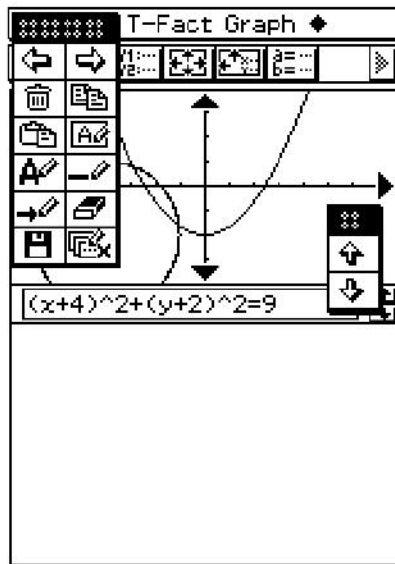 T-Fact Graph ◆
a=
b=
(x+4)^2+(y+2)^2=9